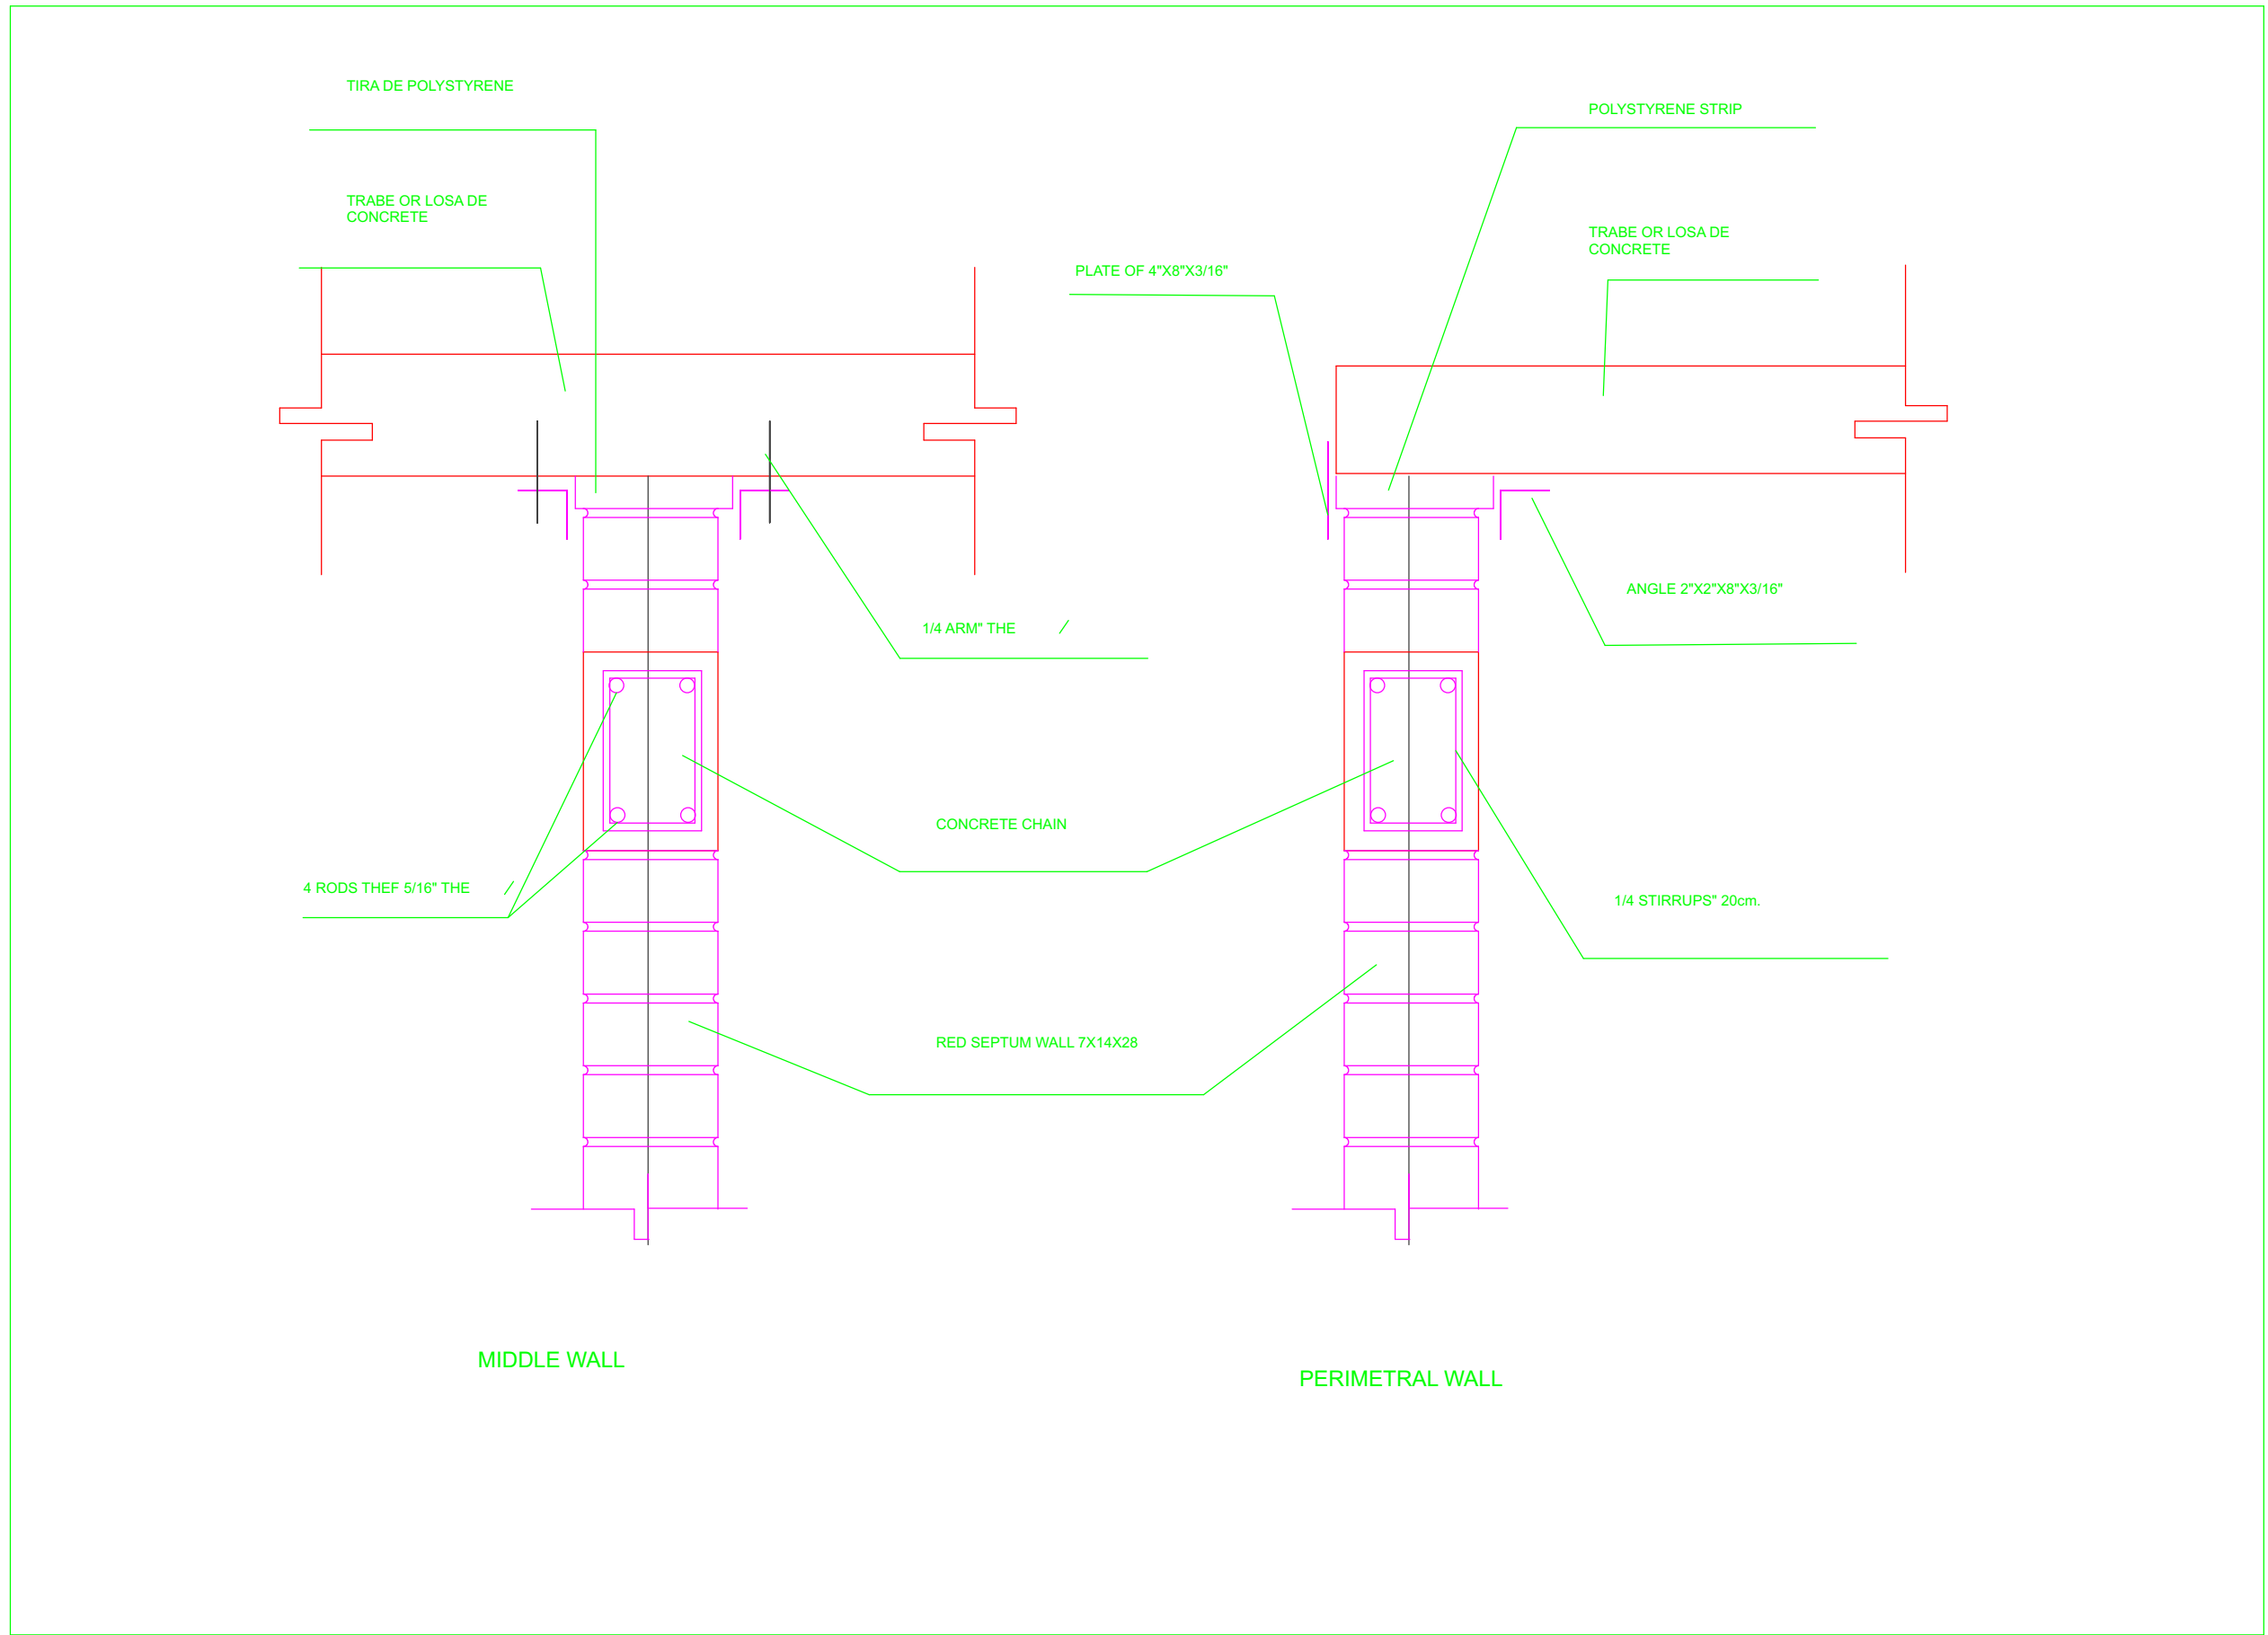 TIRA DE POLYSTYRENE
POLYSTYRENE STRIP
TRABE OR LOSA DE
CONCRETE
TRABE OR LOSA DE
CONCRETE
PLATE OF 4"X8"X3/16"
ANGLE 2"X2"X8"X3/16"
1/4 ARM" THE
CONCRETE CHAIN
4 RODS THEF 5/16" THE
1/4 STIRRUPS" 20cm.
RED SEPTUM WALL 7X14X28
MIDDLE WALL
PERIMETRAL WALL